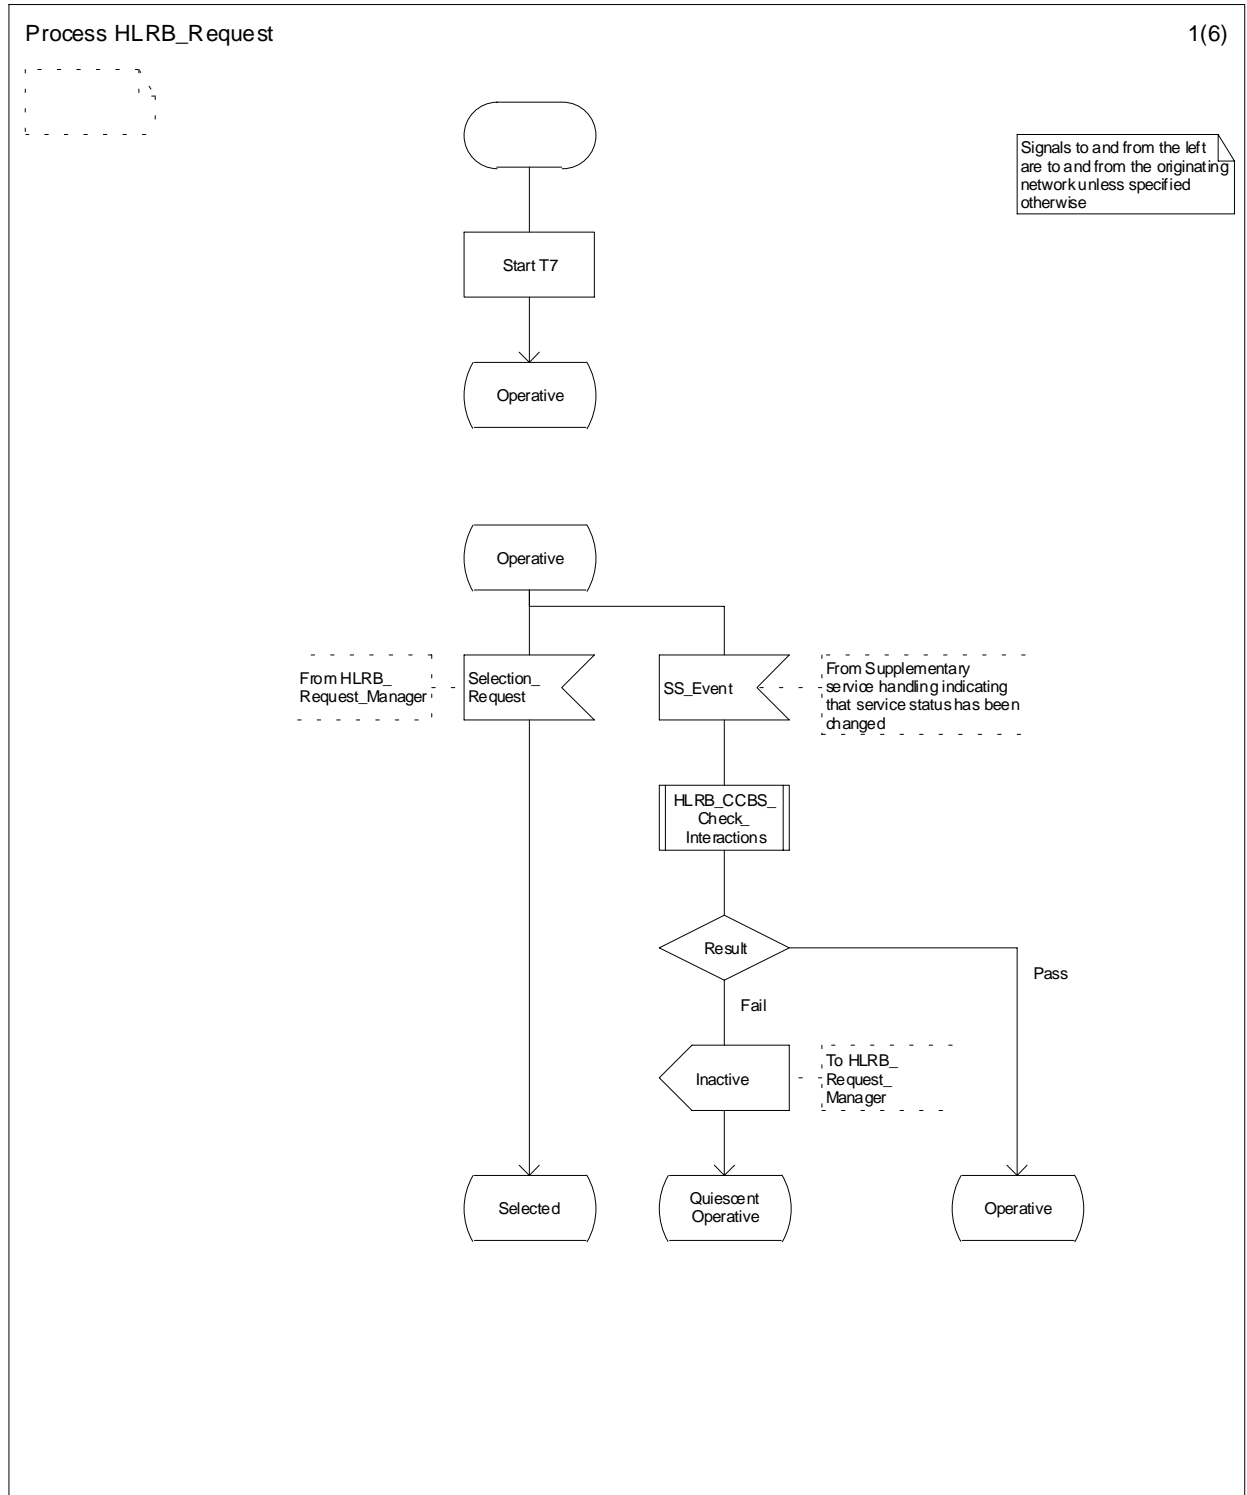 Process HLRB_Request
1(6)
Signals to and from the left
are to and from the originating
network unless specified
otherwise
Start T7
Operative
Operative
From HLRB_
Request_Manager
Selection_
Request
SS_Event
From Supplementary
service handling indicating
that service status has been
changed
HLRB_CCBS_
Check_
Interactions
Result
Pass
Fail
Inactive
To HLRB_
Request_
Manager
Selected
Quiescent
Operative
Operative